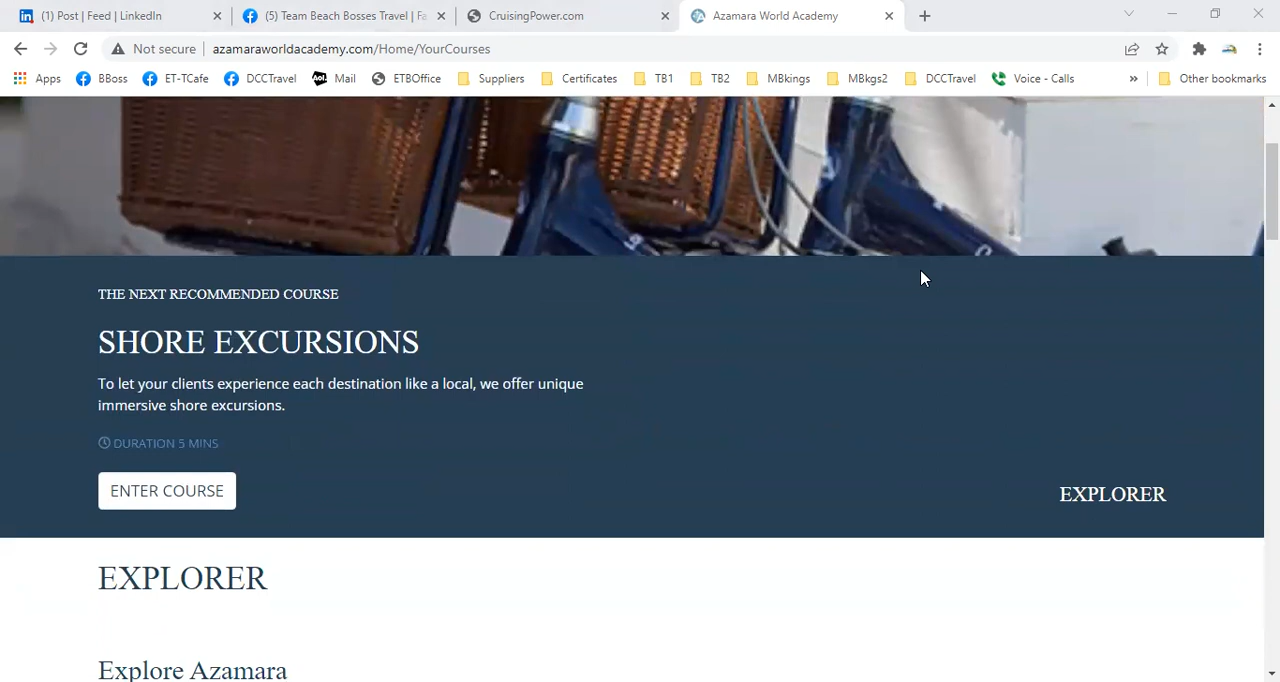 (1) Post | Feed | LinkedIn
(5) Team Beach Bosses Travel | Fa
CruisingPower.com
Azamara World Academy
Not secure
azamaraworldacademy.com/Home/YourCourses
Apps
BBoss
ET-TCafe
DCCTravel
Aol.
Mail
ETBOffice
Suppliers
Certificates
TB1
TB2
MBkings
MBkgs2
DCCTravel
Voice - Calls
»
Other bookmarks
THE NEXT RECOMMENDED COURSE
SHORE EXCURSIONS
To let your clients experience each destination like a local, we offer unique
immersive shore excursions.
DURATION 5 MINS
ENTER COURSE
EXPLORER
EXPLORER
Explore Azamara